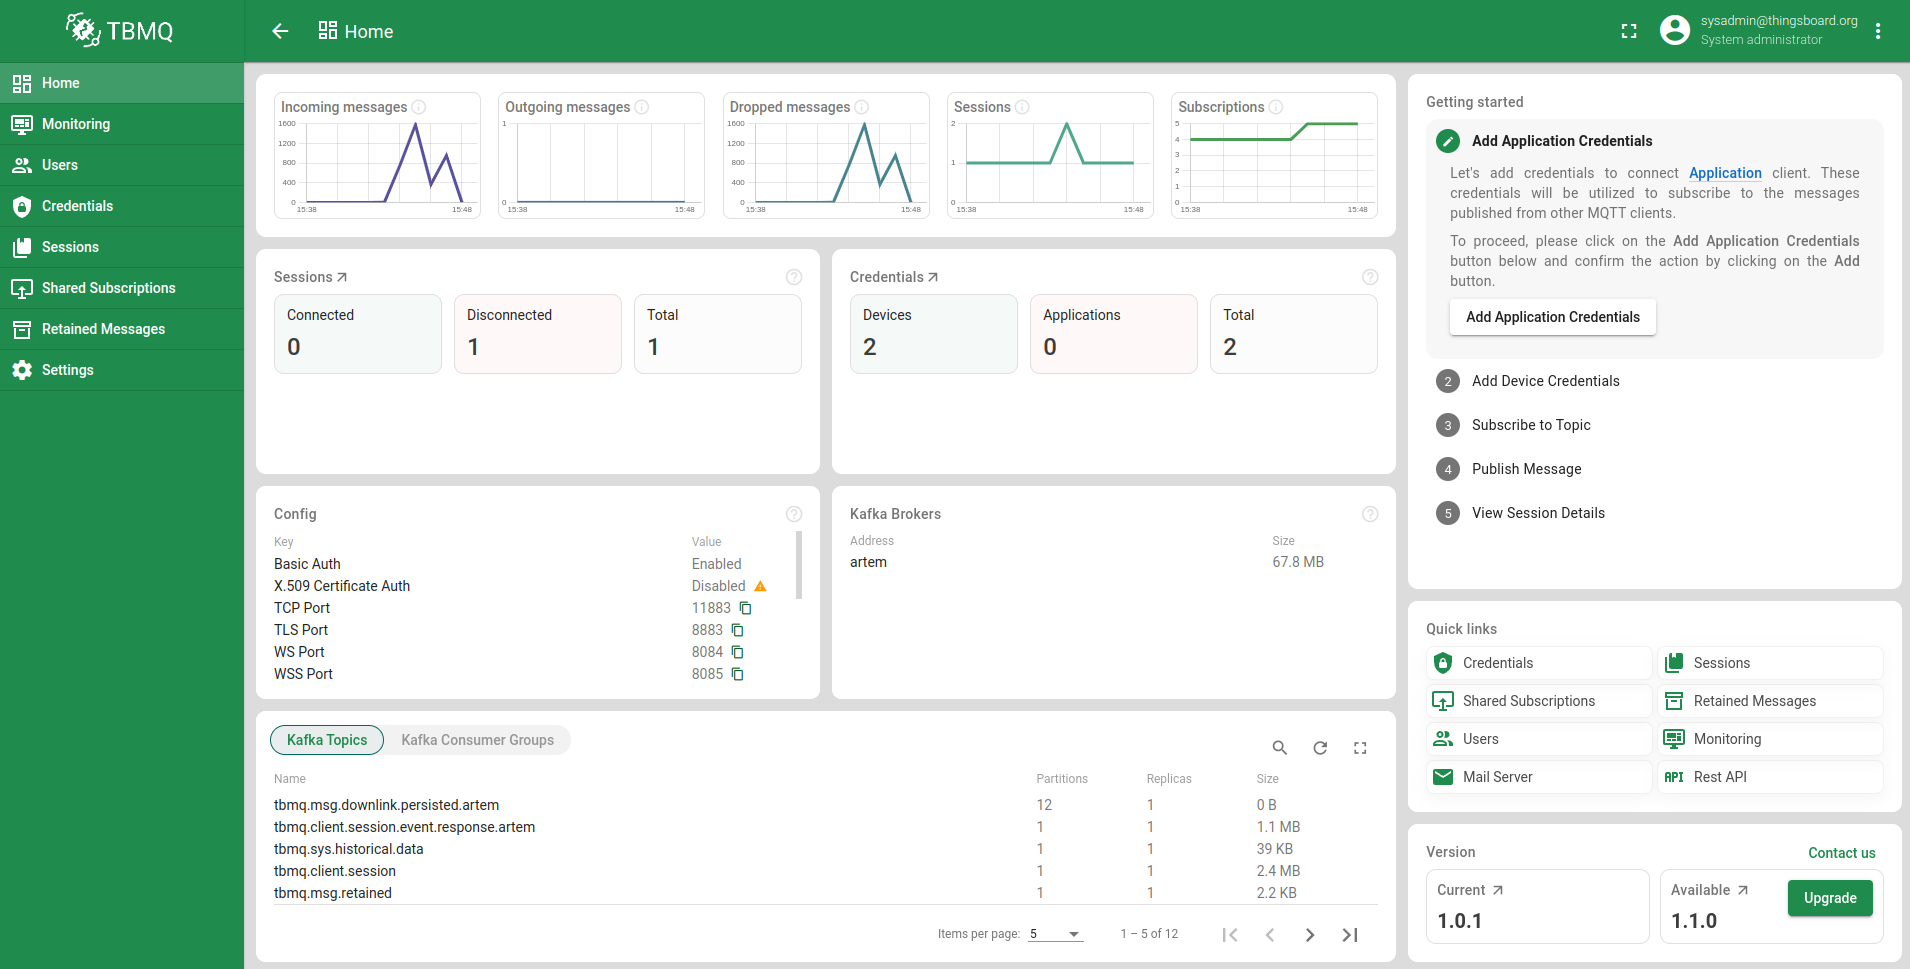 TBMQ
Home
Monitoring
Users
Credentials
Sessions
Shared Subscriptions
Retained Messages
Settings
Home
sysadmin@thingsboard.org
System administrator
Incoming messages
1600
1200
800
400
0
15:38
15:48
Outgoing messages
1
0
15:38
15:48
Dropped messages
1600
1200
800
400
0
15:38
15:48
Sessions
2
1
0
15:38
15:48
Subscriptions
5
4
3
2
1
0
15:38
15:48
Sessions
Connected
0
Disconnected
1
Total
1
Credentials
Devices
2
Applications
0
Total
2
Config
Key Value
Basic Auth Enabled
X.509 Certificate Auth Disabled
TCP Port 11883
TLS Port 8883
WS Port 8084
WSS Port 8085
Kafka Brokers
Address Size
artem 67.8 MB
Kafka Topics Kafka Consumer Groups
Name Partitions Replicas Size
tbmq.msg.downlink.persisted.artem 12 1 0 B
tbmq.client.session.event.response.artem 1 1 1.1 MB
tbmq.sys.historical.data 1 1 39 KB
tbmq.client.session 1 1 2.4 MB
tbmq.msg.retained 1 1 2.2 KB
Items per page: 5 1 – 5 of 12
Getting started
Add Application Credentials
Let's add credentials to connect Application client. These
credentials will be utilized to subscribe to the messages
published from other MQTT clients.
To proceed, please click on the Add Application Credentials
button below and confirm the action by clicking on the Add
button.
Add Application Credentials
2 Add Device Credentials
3 Subscribe to Topic
4 Publish Message
5 View Session Details
Quick links
Credentials Sessions
Shared Subscriptions Retained Messages
Users Monitoring
Mail Server API Rest API
Version Contact us
Current
1.0.1
Available
1.1.0
Upgrade